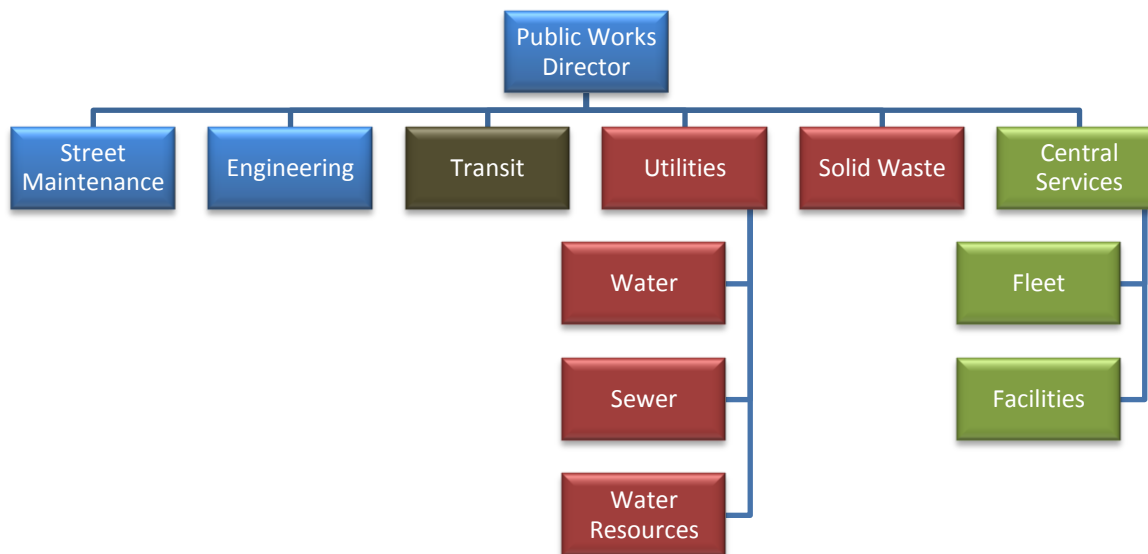 Public Works
Director
Street
Maintenance
Engineering
Transit
Utilities
Solid Waste
Central
Services
Water
Fleet
Sewer
Facilities
Water
Resources